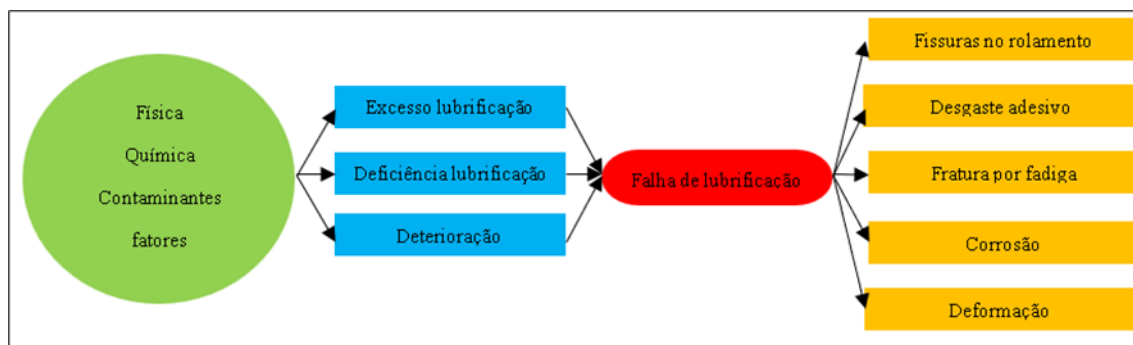 Física
Química
Contaminantes
fatores
Excesso lubrificação
Deficiência lubrificação
Deterioração
Falha de lubrificação
Fissuras no rolamento
Desgaste adesivo
Fratura por fadiga
Corrosão
Deformação